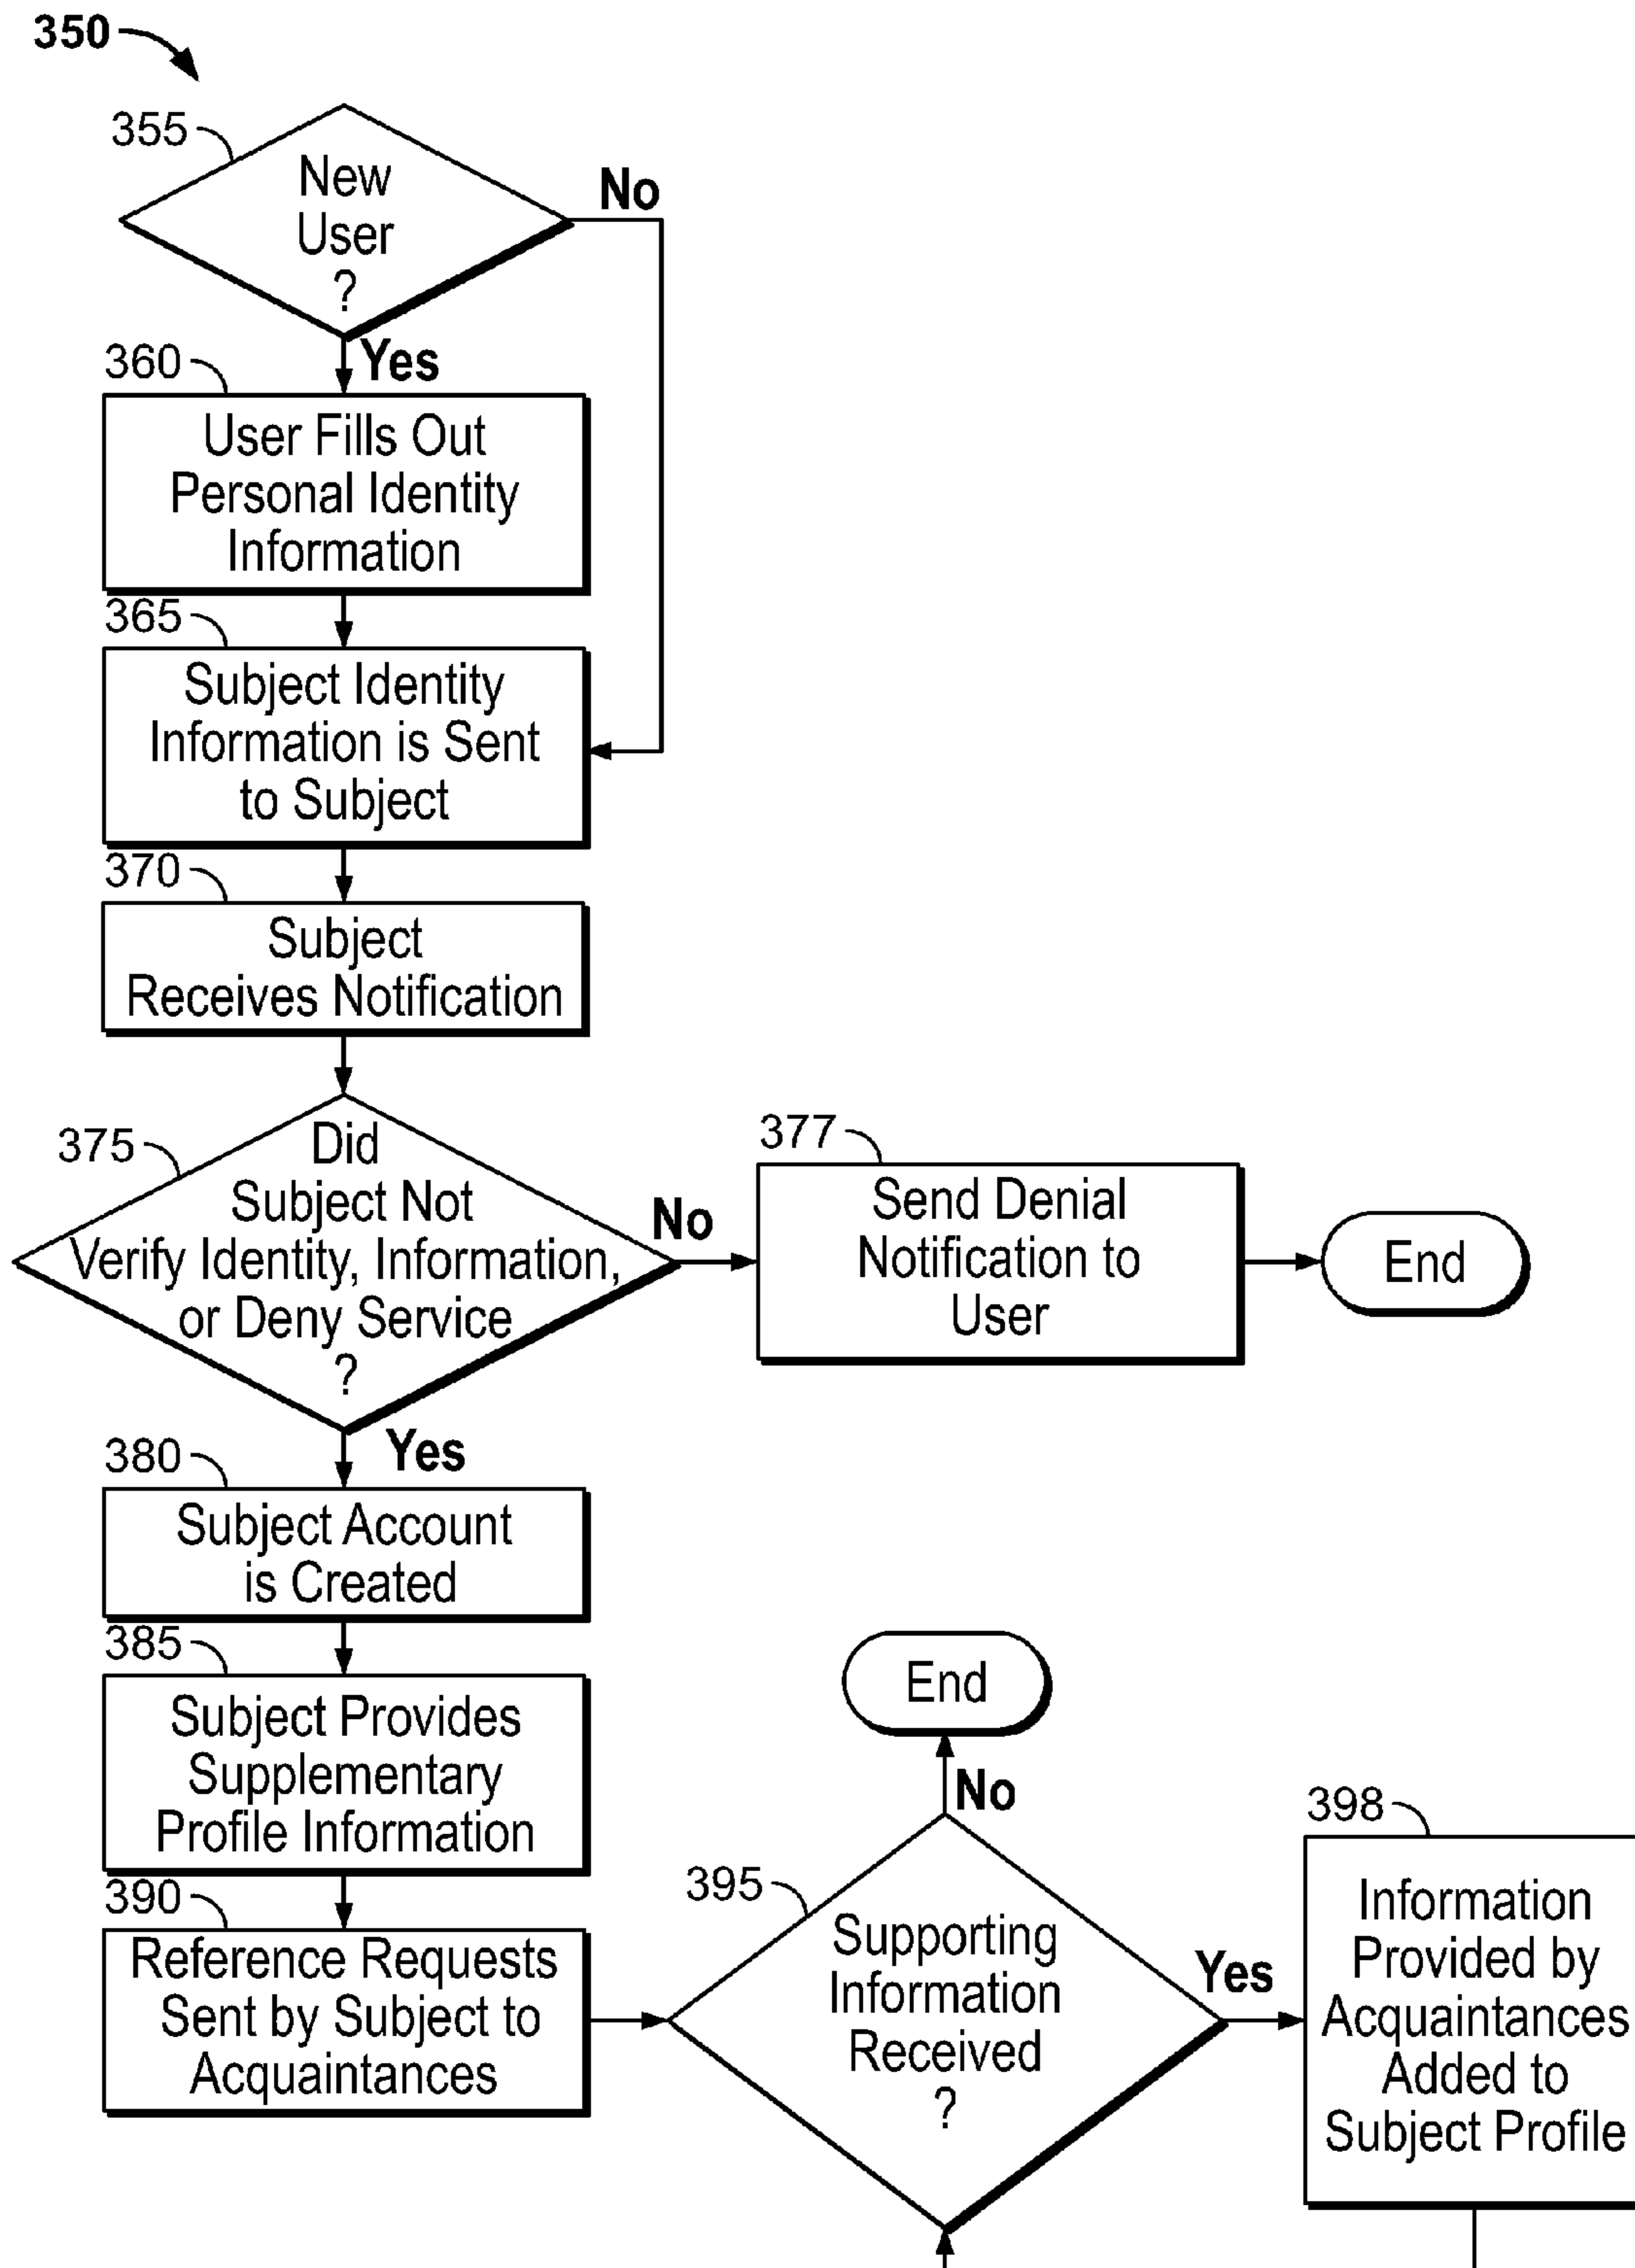 350
355
New
User
?
No
Yes
360
User Fills Out
Personal Identity
Information
365
Subject Identity
Information is Sent
to Subject
370
Subject
Receives Notification
375
Did
Subject Not
Verify Identity, Information,
or Deny Service
?
No
377
Send Denial
Notification to
User
End
Yes
380
Subject Account
is Created
385
Subject Provides
Supplementary
Profile Information
390
Reference Requests
Sent by Subject to
Acquaintances
End
No
395
Supporting
Information
Received
?
Yes
398
Information
Provided by
Acquaintances
Added to
Subject Profile